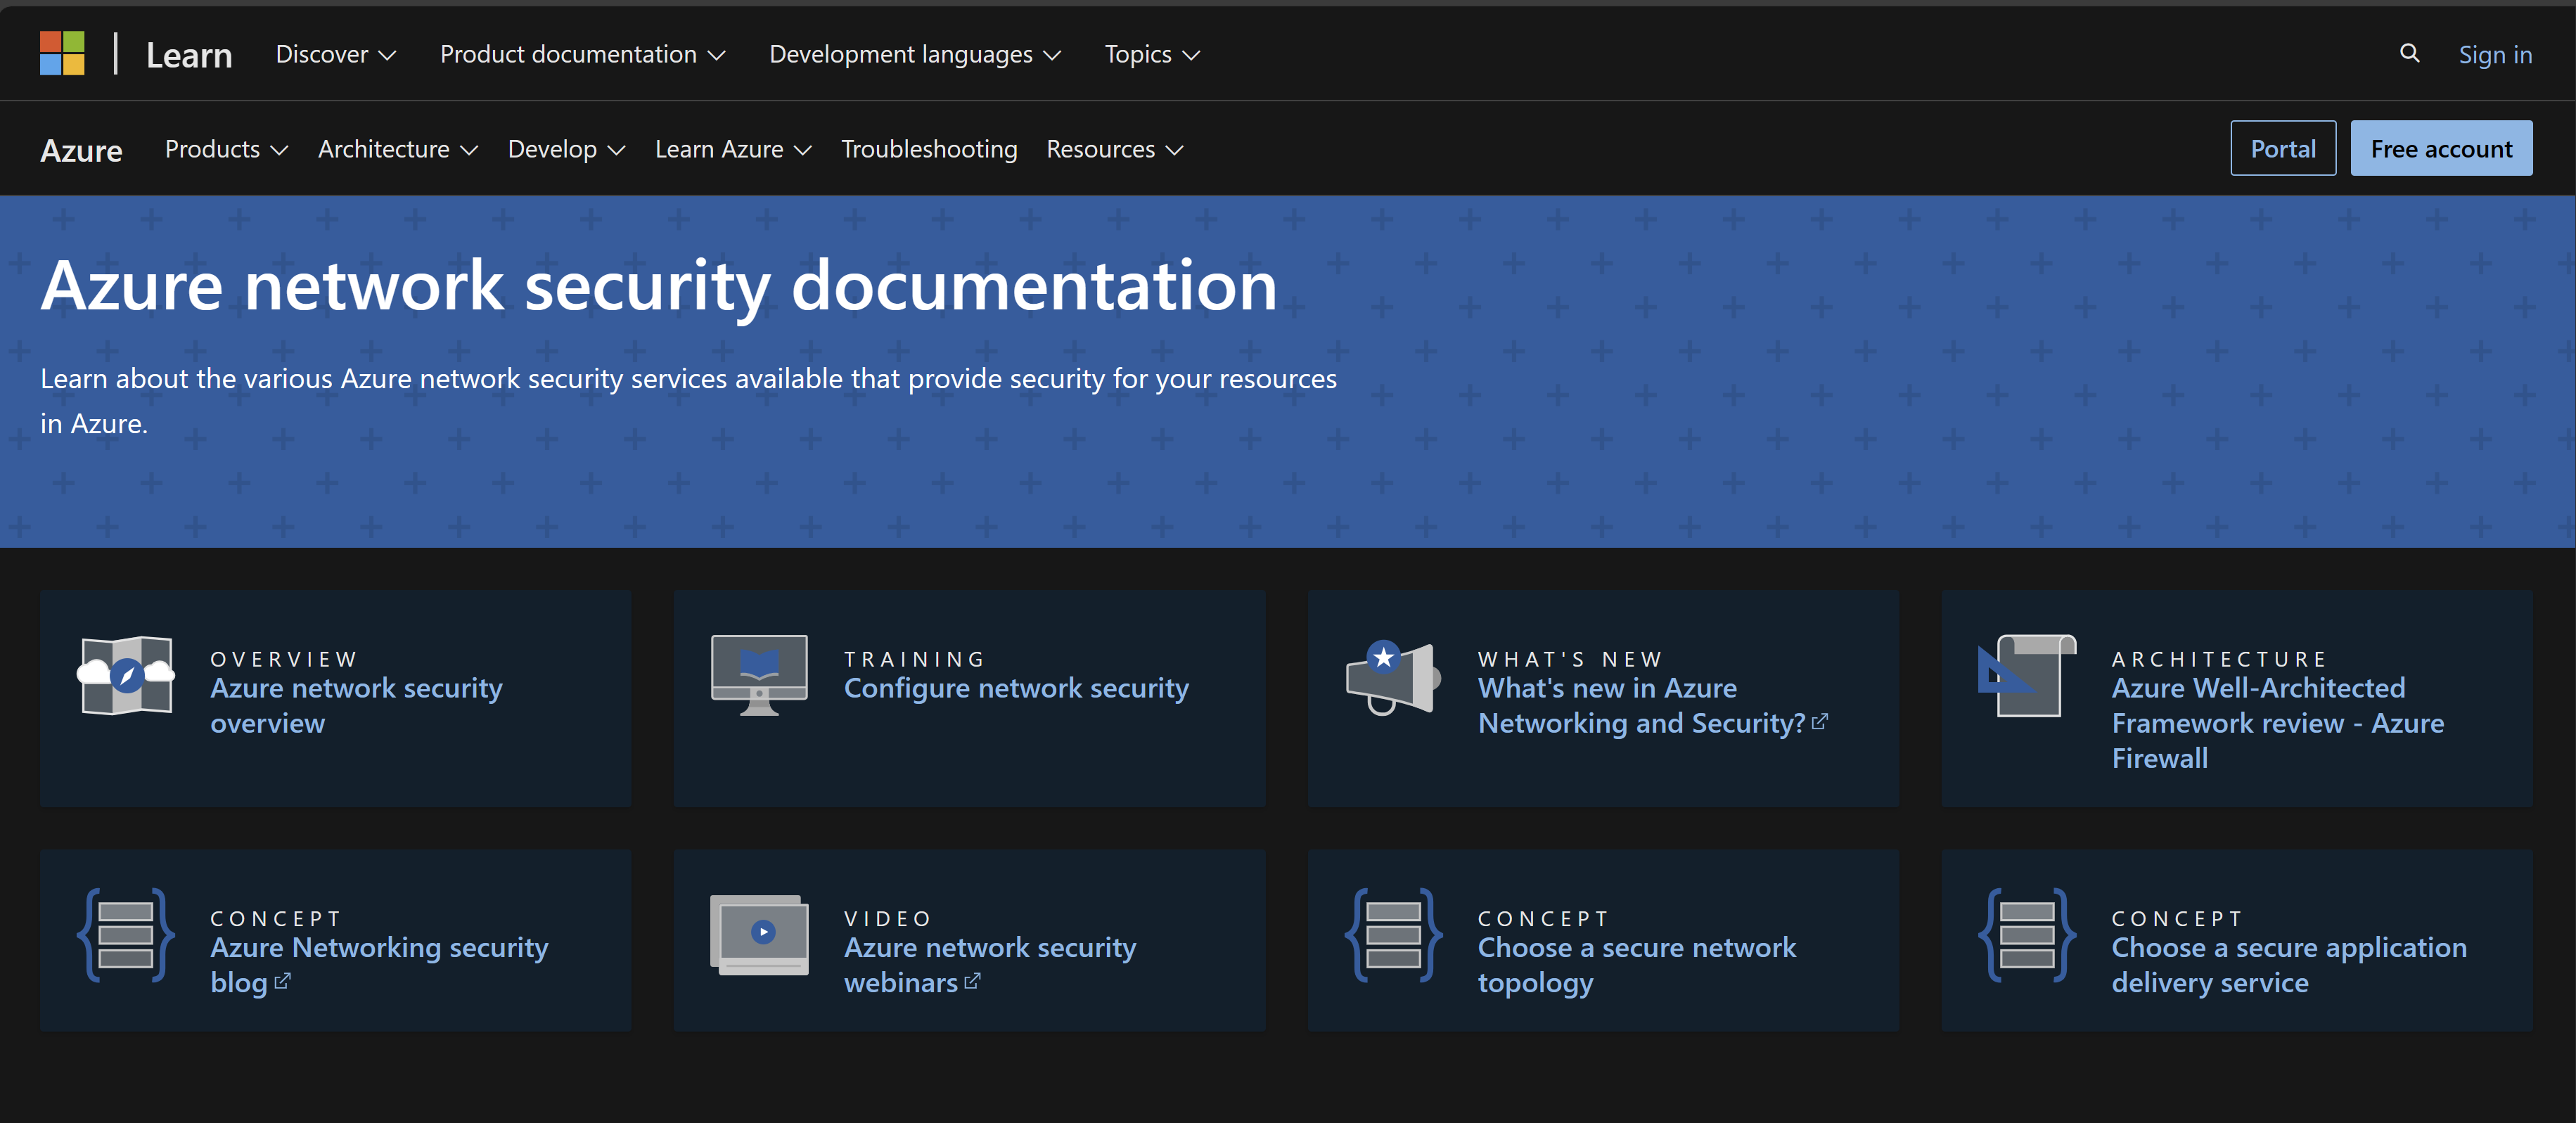 Learn Discover Product documentation Development languages Topics Sign in
Azure Products Architecture Develop Learn Azure Troubleshooting Resources Portal Free account
Azure network security documentation
Learn about the various Azure network security services available that provide security for your resources
in Azure.
OVERVIEW
Azure network security
overview
TRAINING
Configure network security
WHAT'S NEW
What's new in Azure
Networking and Security?
ARCHITECTURE
Azure Well-Architected
Framework review - Azure
Firewall
CONCEPT
Azure Networking security
blog
VIDEO
Azure network security
webinars
CONCEPT
Choose a secure network
topology
CONCEPT
Choose a secure application
delivery service